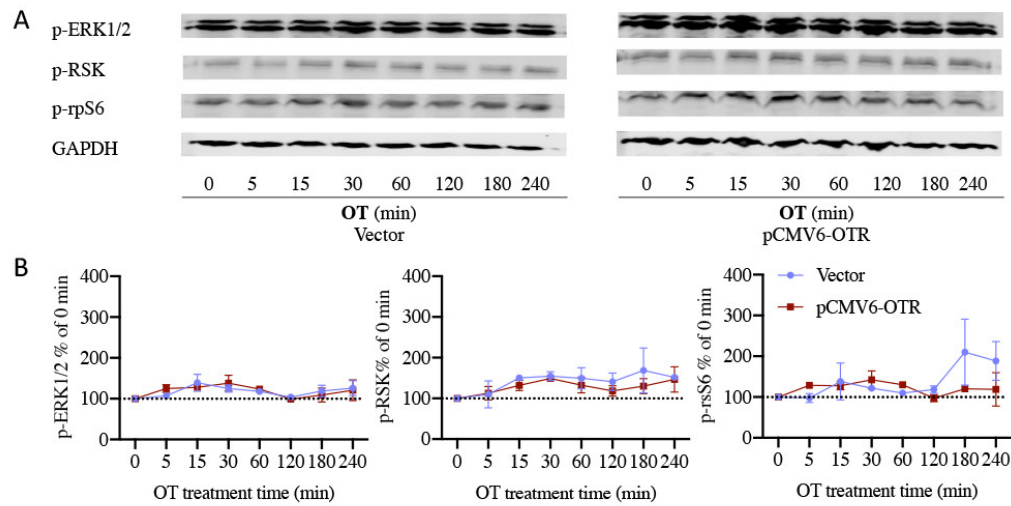 A
p-ERK1/2
p-RSK
p-rpS6
GAPDH
0 5 15 30 60 120 180 240
OT (min)
Vector
0 5 15 30 60 120 180 240
OT (min)
pCMV6-OTR
B
p-ERK1/2 % of 0 min
400
300
200
100
0
0 5 15 30 60 120 180 240
OT treatment time (min)
p-RSK% of 0 min
400
300
200
100
0
0 5 15 30 60 120 180 240
OT treatment time (min)
p-rsS6 % of 0 min
400
300
200
100
0
Vector
pCMV6-OTR
0 5 15 30 60 120 180 240
OT treatment time (min)